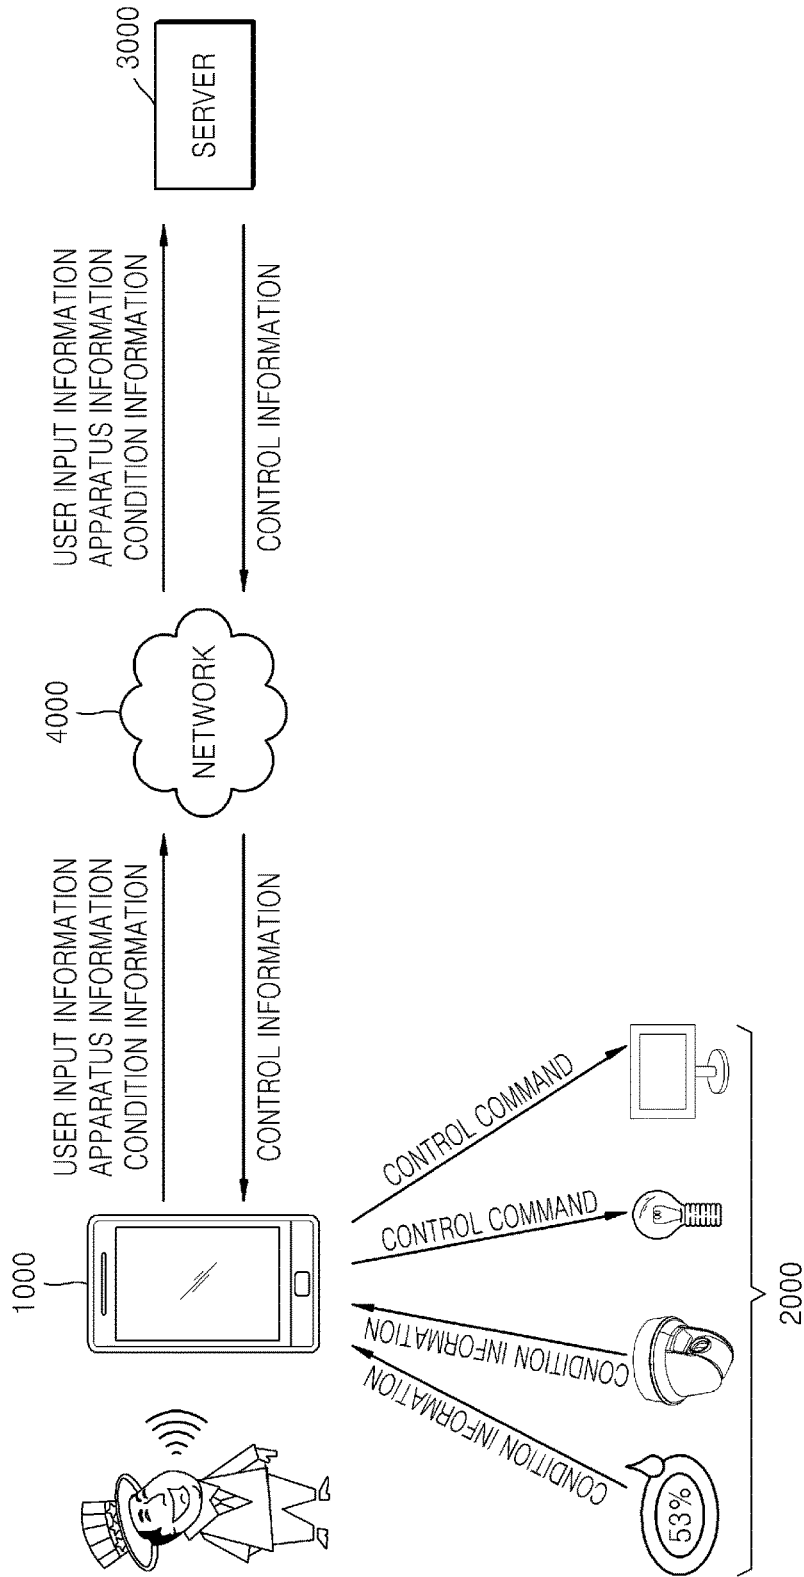 USER INPUT INFORMATION
APPARATUS INFORMATION
CONDITION INFORMATION
USER INPUT INFORMATION
APPARATUS INFORMATION
CONDITION INFORMATION
1000
4000
3000
NETWORK
SERVER
CONTROL INFORMATION
CONTROL INFORMATION
CONDITION INFORMATION
CONDITION INFORMATION
CONTROL COMMAND
CONTROL COMMAND
53%
2000